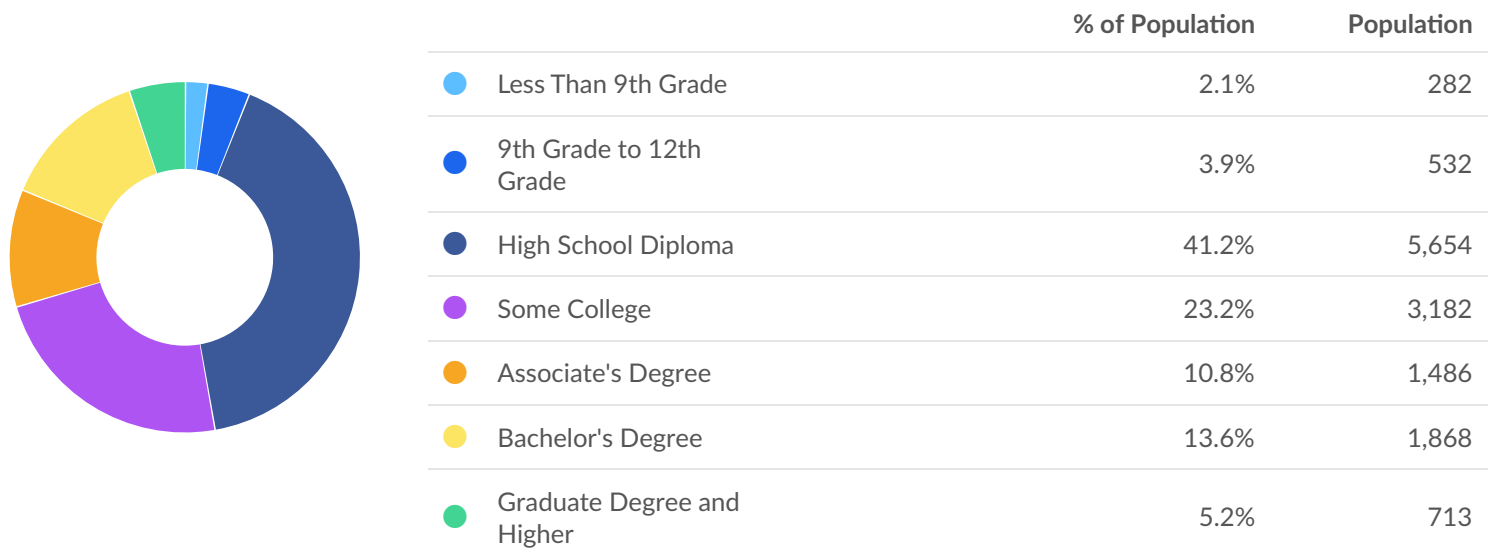 % of Population Population
Less Than 9th Grade 2.1% 282
9th Grade to 12th
Grade 3.9% 532
High School Diploma 41.2% 5,654
Some College 23.2% 3,182
Associate's Degree 10.8% 1,486
Bachelor's Degree 13.6% 1,868
Graduate Degree and
Higher 5.2% 713